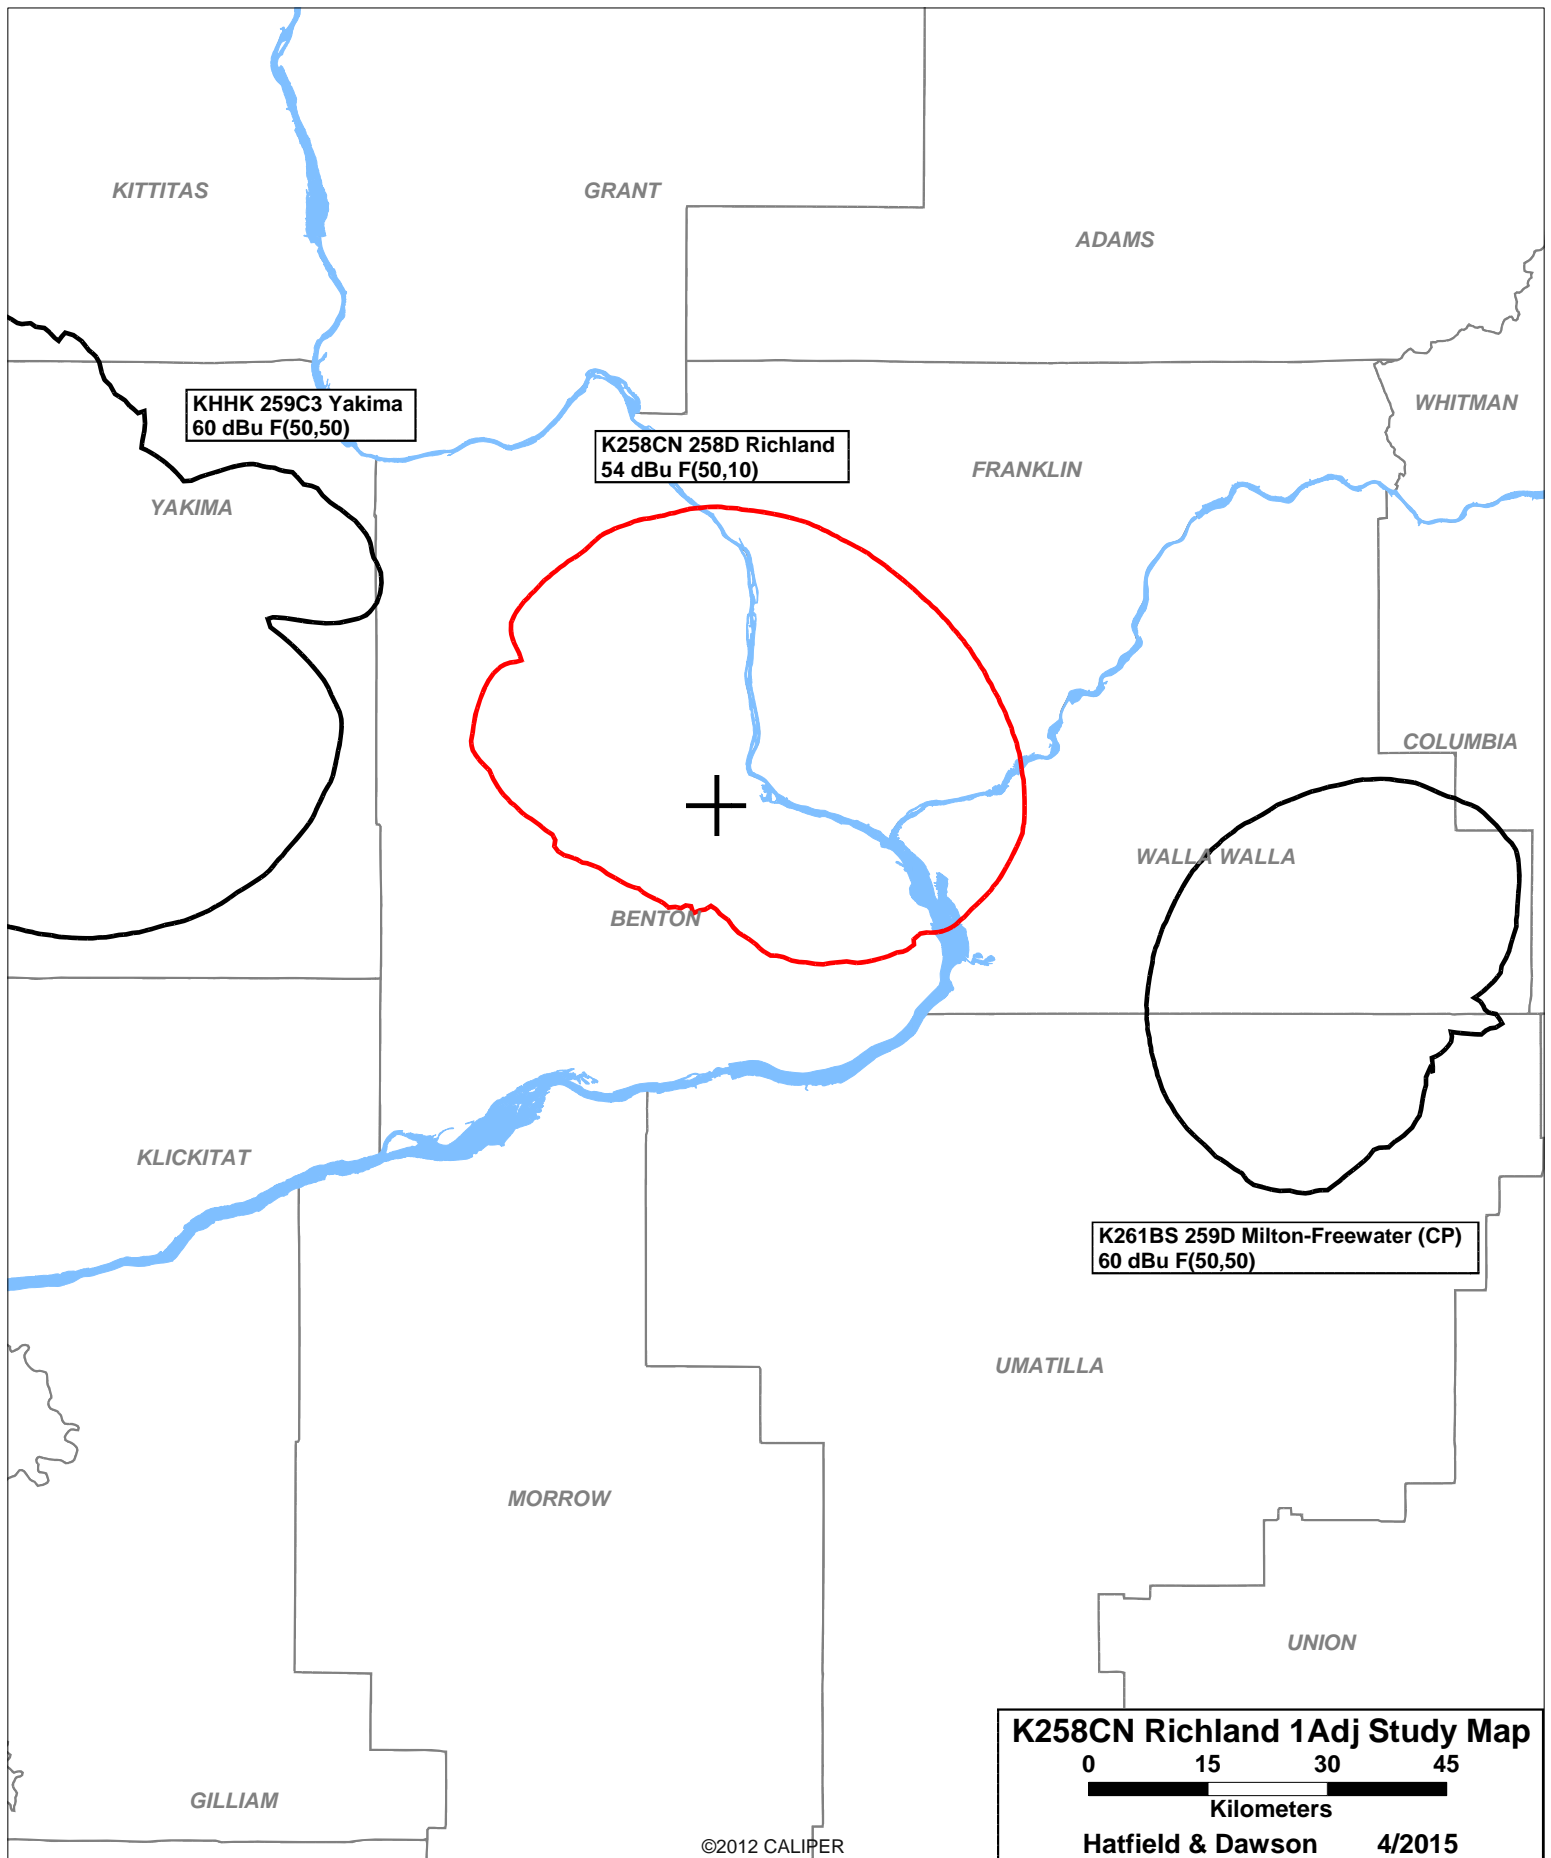 KITTITAS
GRANT
ADAMS
KHHK 259C3 Yakima
60 dBu F(50,50)
WHITMAN
K258CN 258D Richland
54 dBu F(50,10)
FRANKLIN
YAKIMA
COLUMBIA
WALLA WALLA
BENTON
KLICKITAT
K261BS 259D Milton-Freewater (CP)
60 dBu F(50,50)
UMATILLA
MORROW
UNION
K258CN Richland 1Adj Study Map
0 15 30 45
Kilometers
GILLIAM
Hatfield & Dawson 4/2015
©2012 CALIPER